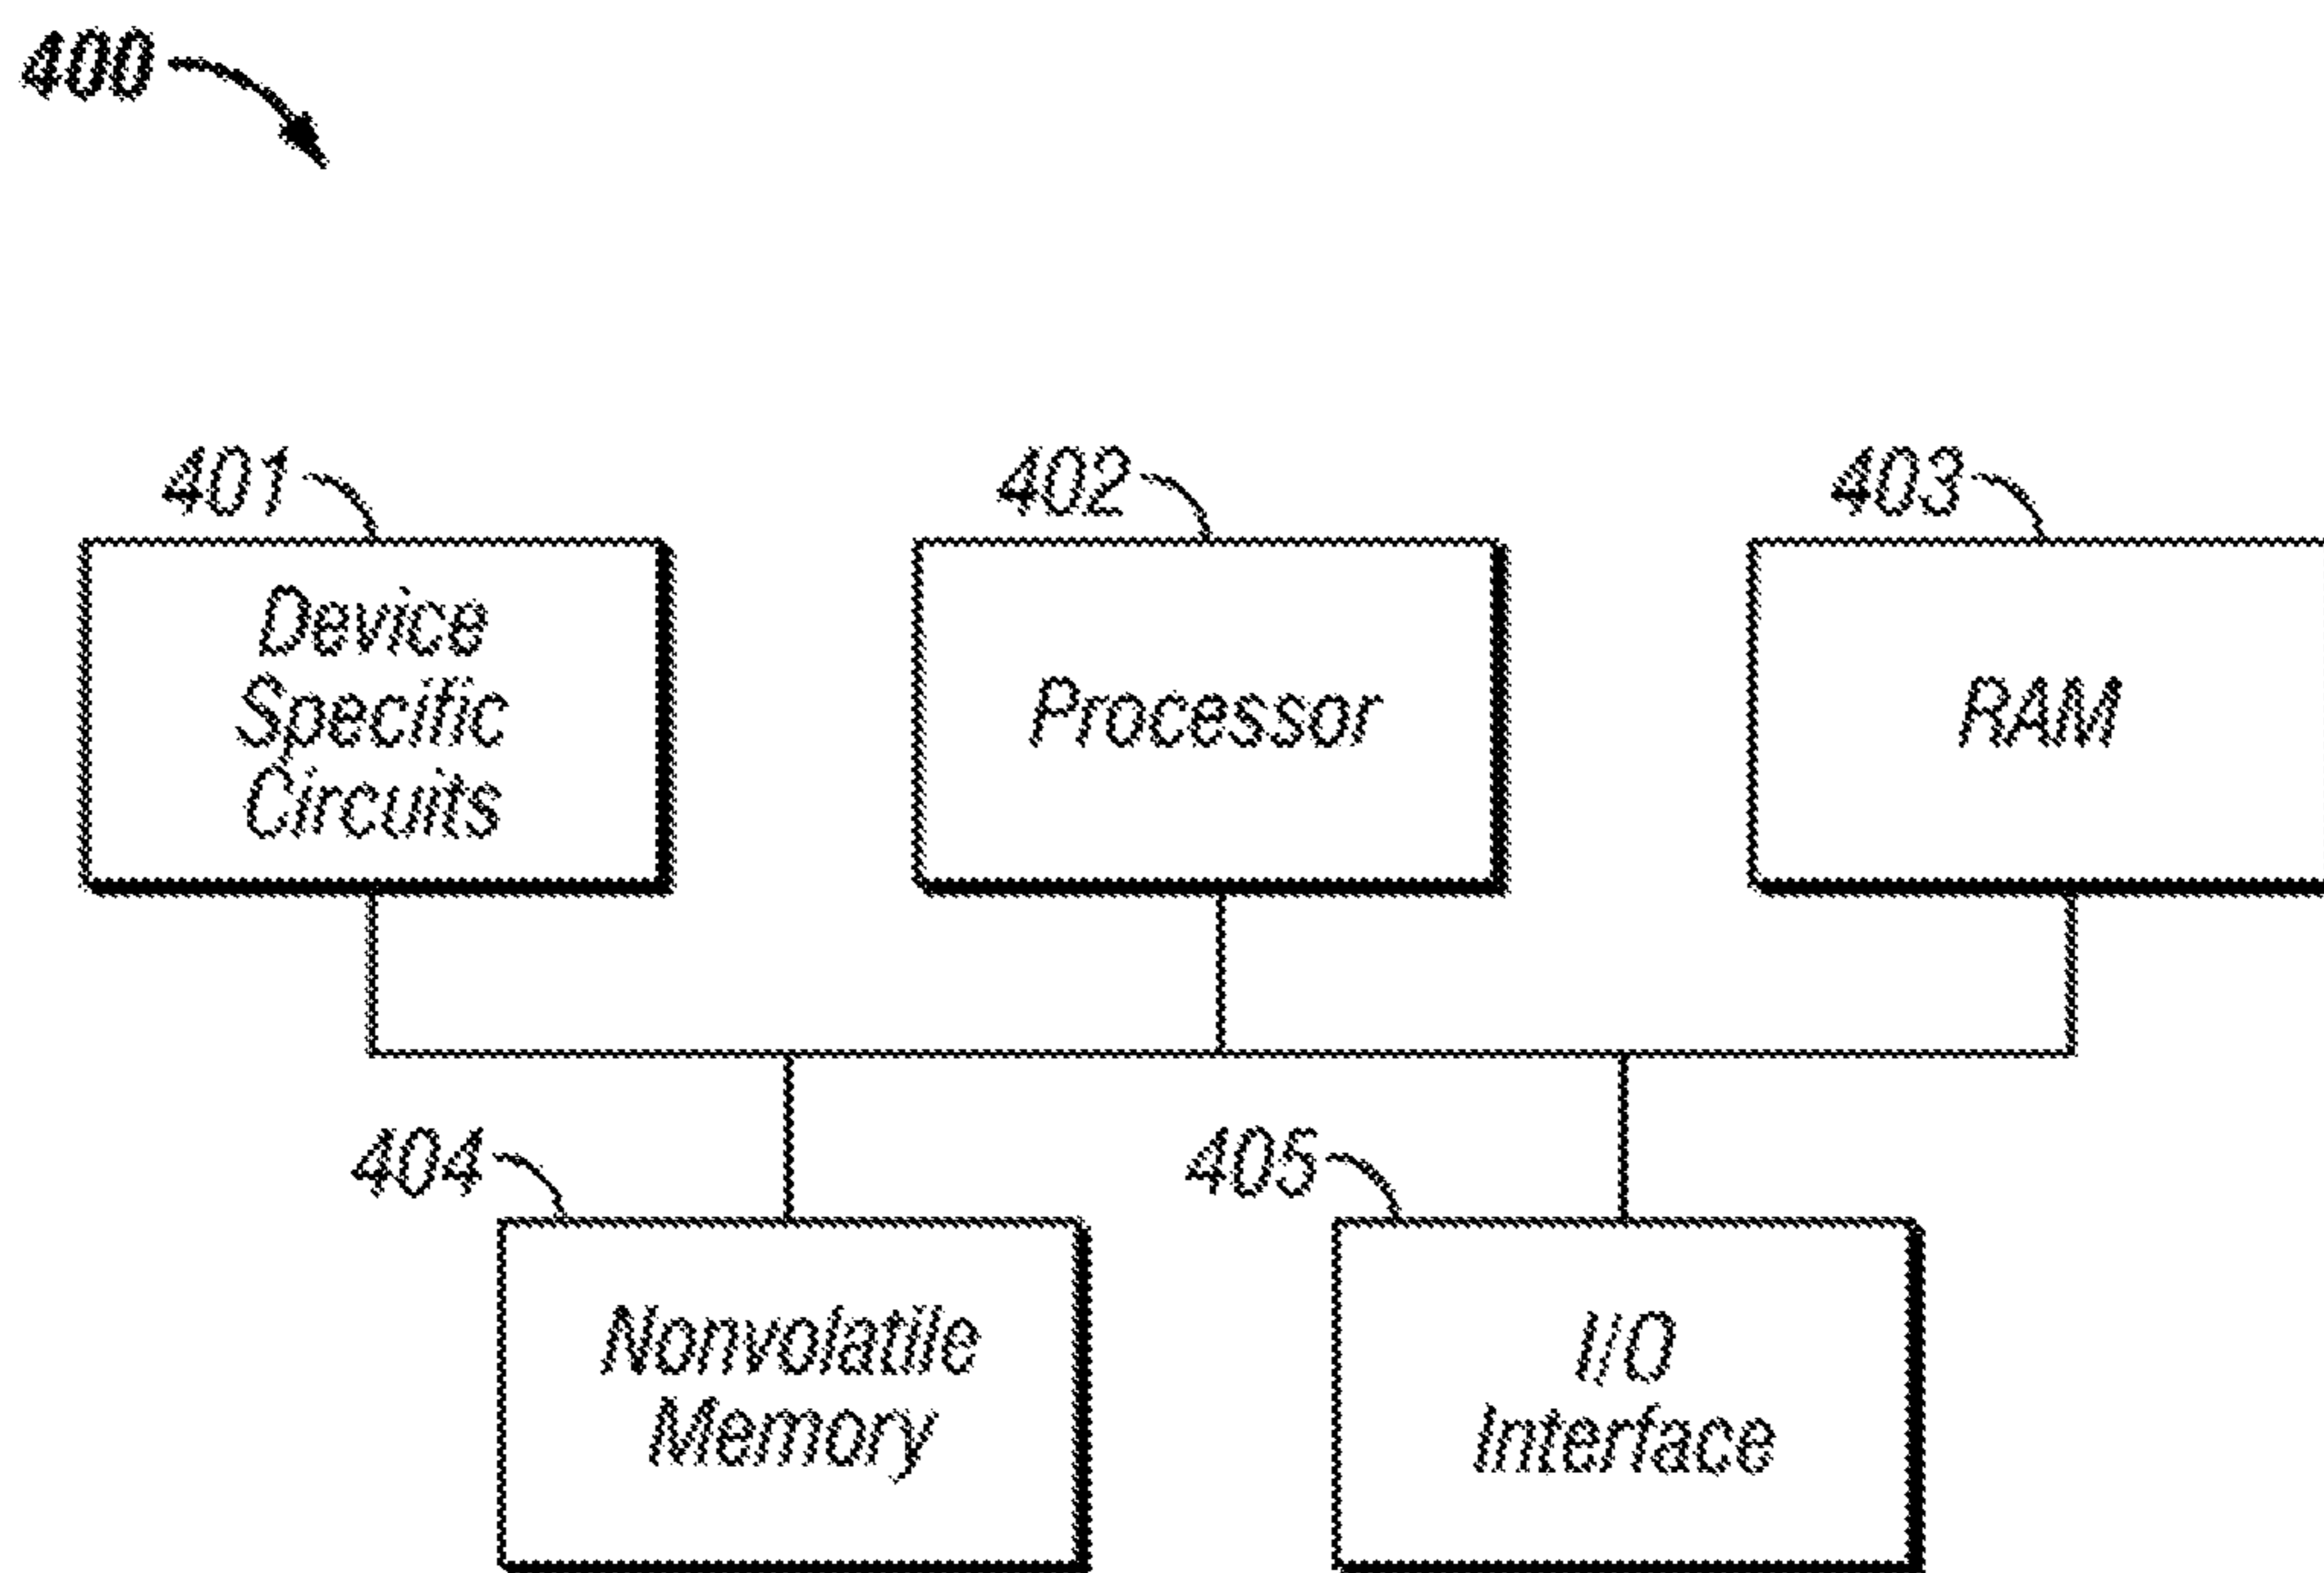 400
401
402
403
Device
Specific
Circuits
Processor
RAM
404
405
Nonvolatile
Memory
I/O
Interface